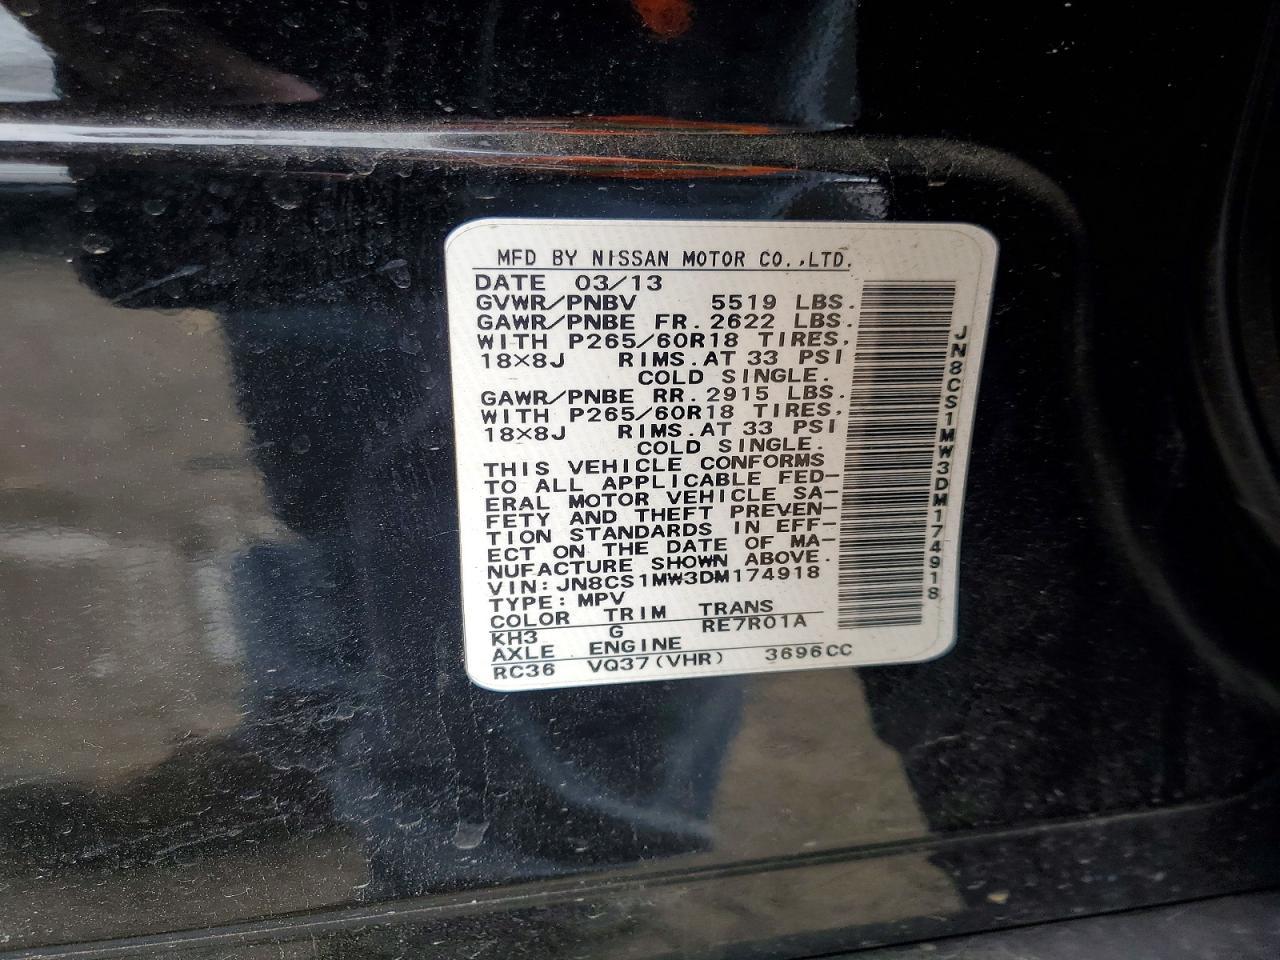 MFD BY NISSAN MOTOR CO.,LTD.
DATE 03/13
GVWR/PNBV 5519 LBS.
GAWR/PNBE FR. 2622 LBS.
WITH P265/60R18 TIRES,
18×8J RIMS.AT 33 PSI
COLD SINGLE.
GAWR/PNBE RR. 2915 LBS.
WITH P265/60R18 TIRES,
18×8J RIMS.AT 33 PSI
COLD SINGLE.
THIS VEHICLE CONFORMS
TO ALL APPLICABLE FED-
ERAL MOTOR VEHICLE SA-
FETY AND THEFT PREVEN-
TION STANDARDS IN EFF-
ECT ON THE DATE OF MA-
NUFACTURE SHOWN ABOVE.
VIN:JN8CS1MW3DM174918
TYPE:MPV
COLOR TRIM TRANS
KH3 G RE7R01A
AXLE ENGINE
RC36 VQ37(VHR) 3696CC
JN8CS1MW3DM174918